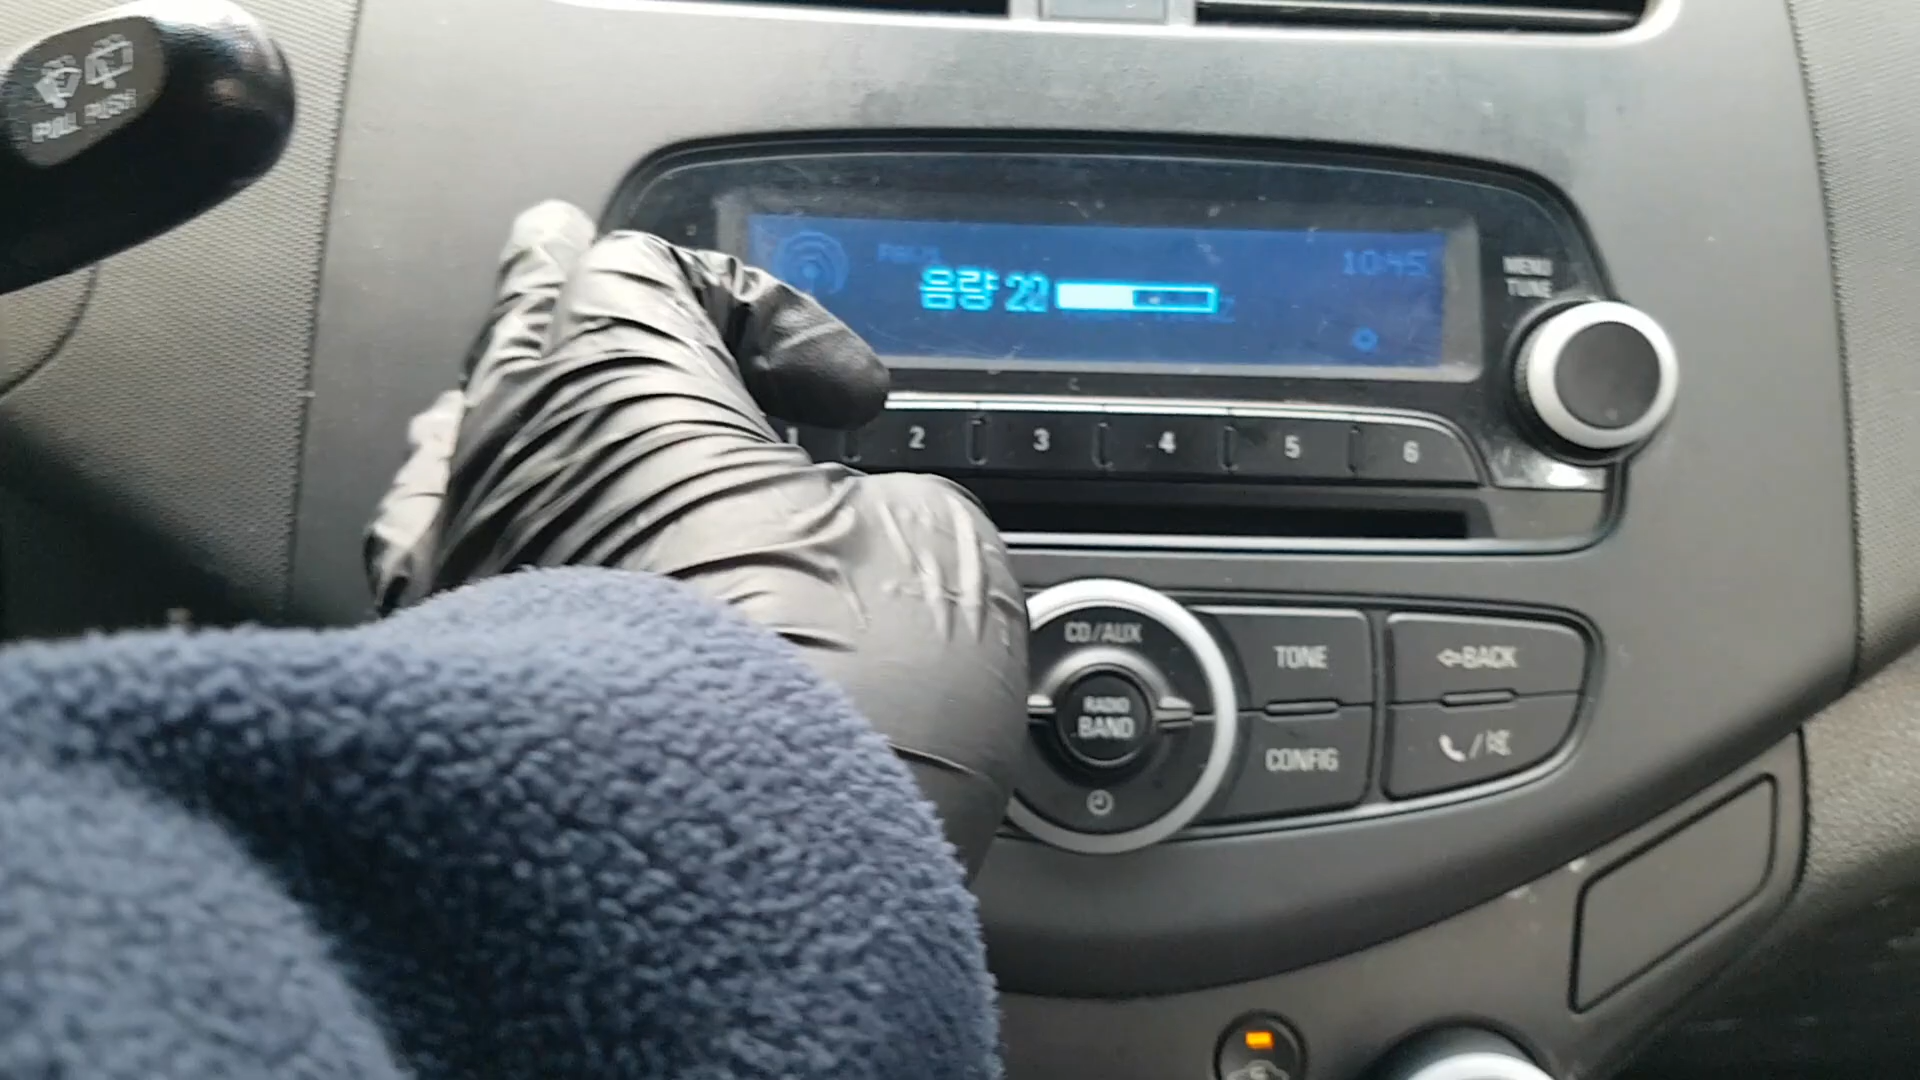 PULL PUSH
10:45
음량 22
MENU
TUNE
1 2 3 4 5 6
CD/AUX
RADIO
BAND
TONE
CONFIG
⇦BACK
/